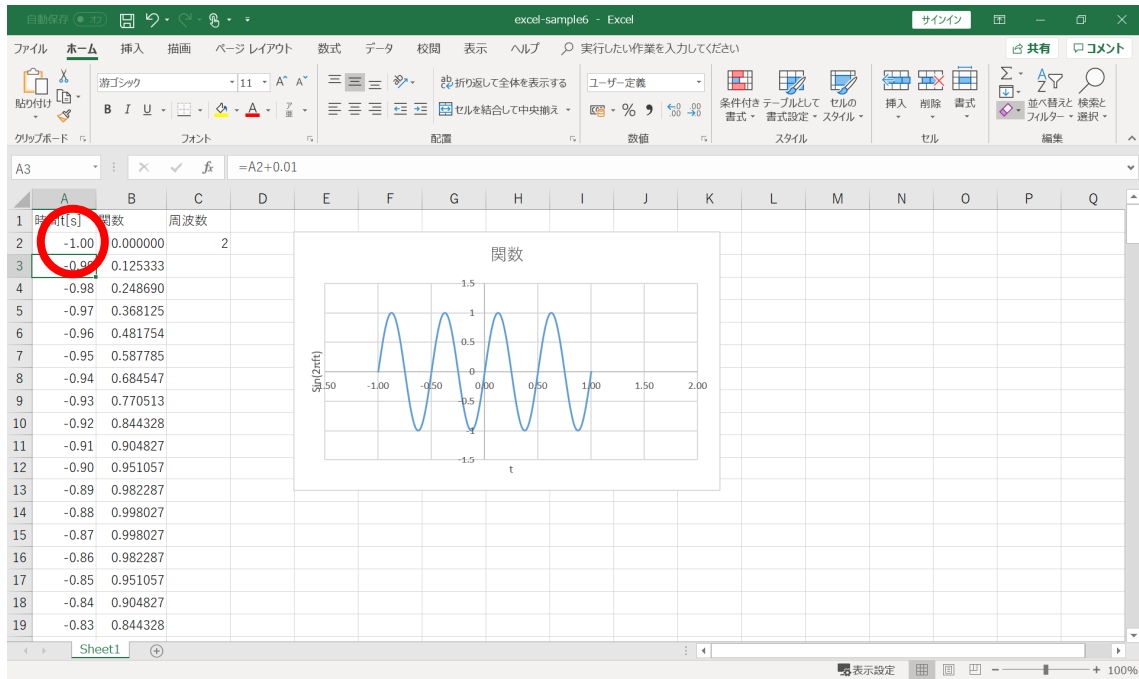 自動保存 オフ excel-sample6 - Excel サインイン
ファイル ホーム 挿入 描画 ページ レイアウト 数式 データ 校閲 表示 ヘルプ 実行したい作業を入力してください 共有 コメント
貼り付け 游ゴシック 11 A^ A˅ ab 折り返して全体を表示する ユーザー定義 条件付き書式 テーブルとして書式設定 セルのスタイル 挿入 削除 書式 Σ 並べ替えとフィルター 検索と選択
B I U A セルを結合して中央揃え % 9 .00
クリップボード フォント 配置 数値 スタイル セル 編集
A3 fx =A2+0.01
A B C D E F G H I J K L M N O P Q
1 時間t[s] 関数 周波数
2 -1.00 0.000000 2
3 -0.99 0.125333
4 -0.98 0.248690
5 -0.97 0.368125
6 -0.96 0.481754
7 -0.95 0.587785
8 -0.94 0.684547
9 -0.93 0.770513
10 -0.92 0.844328
11 -0.91 0.904827
12 -0.90 0.951057
13 -0.89 0.982287
14 -0.88 0.998027
15 -0.87 0.998027
16 -0.86 0.982287
17 -0.85 0.951057
18 -0.84 0.904827
19 -0.83 0.844328
関数
1.5
1
0.5
0
-0.5
-1
-1.5
-1.00 -0.50 0.00 0.50 1.00 1.50 2.00
Sin(2πft)
t
Sheet1
表示設定 100%